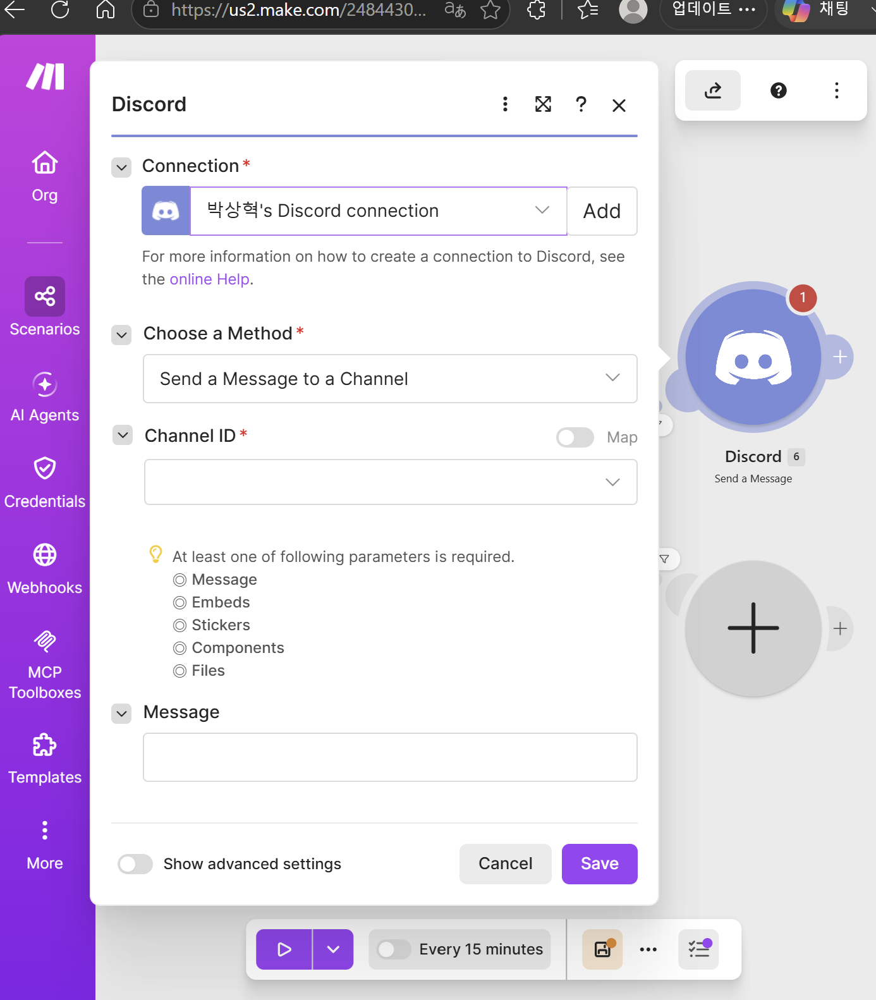 https://us2.make.com/2484430...
aあ
업데이트 ...
채팅
Org
Scenarios
AI Agents
Credentials
Webhooks
MCP
Toolboxes
Templates
More
Discord
?
Connection *
박상혁's Discord connection
Add
For more information on how to create a connection to Discord, see
the online Help.
Choose a Method *
Send a Message to a Channel
Channel ID *
Map
At least one of following parameters is required.
◎ Message
◎ Embeds
◎ Stickers
◎ Components
◎ Files
Message
Show advanced settings
Cancel
Save
1
Discord 6
Send a Message
Every 15 minutes